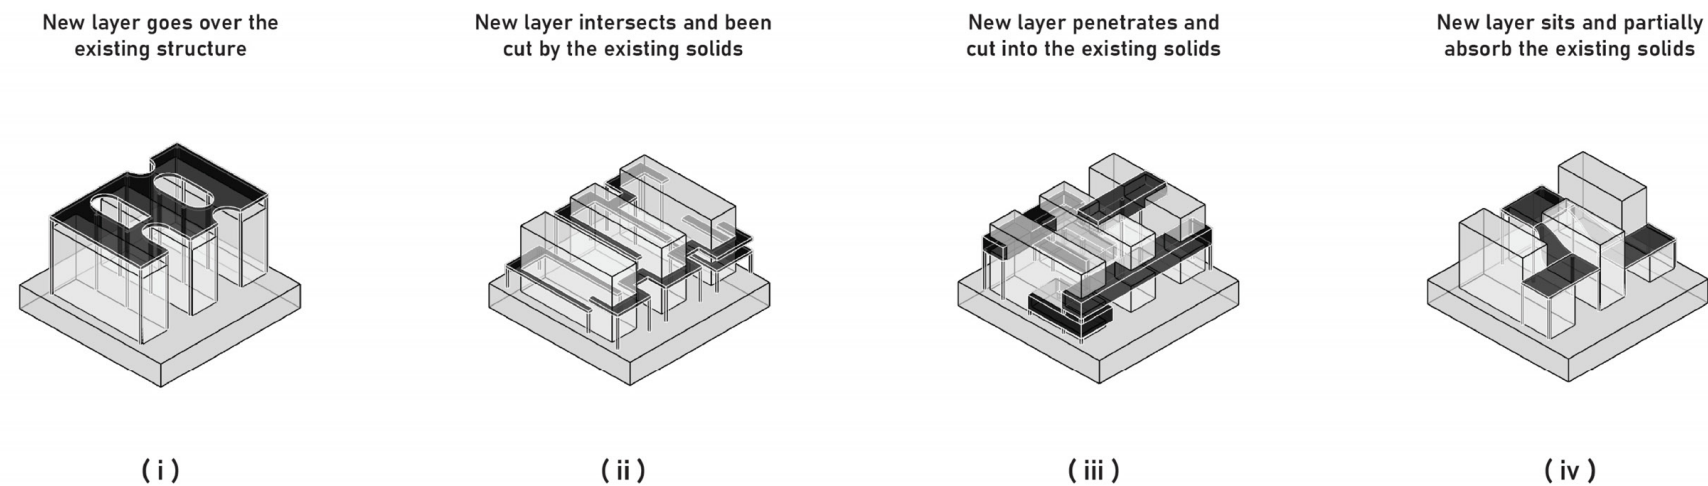 New layer goes over the
existing structure
New layer intersects and been
cut by the existing solids
New layer penetrates and
cut into the existing solids
New layer sits and partially
absorb the existing solids
( i )
( ii )
( iii )
( iv )